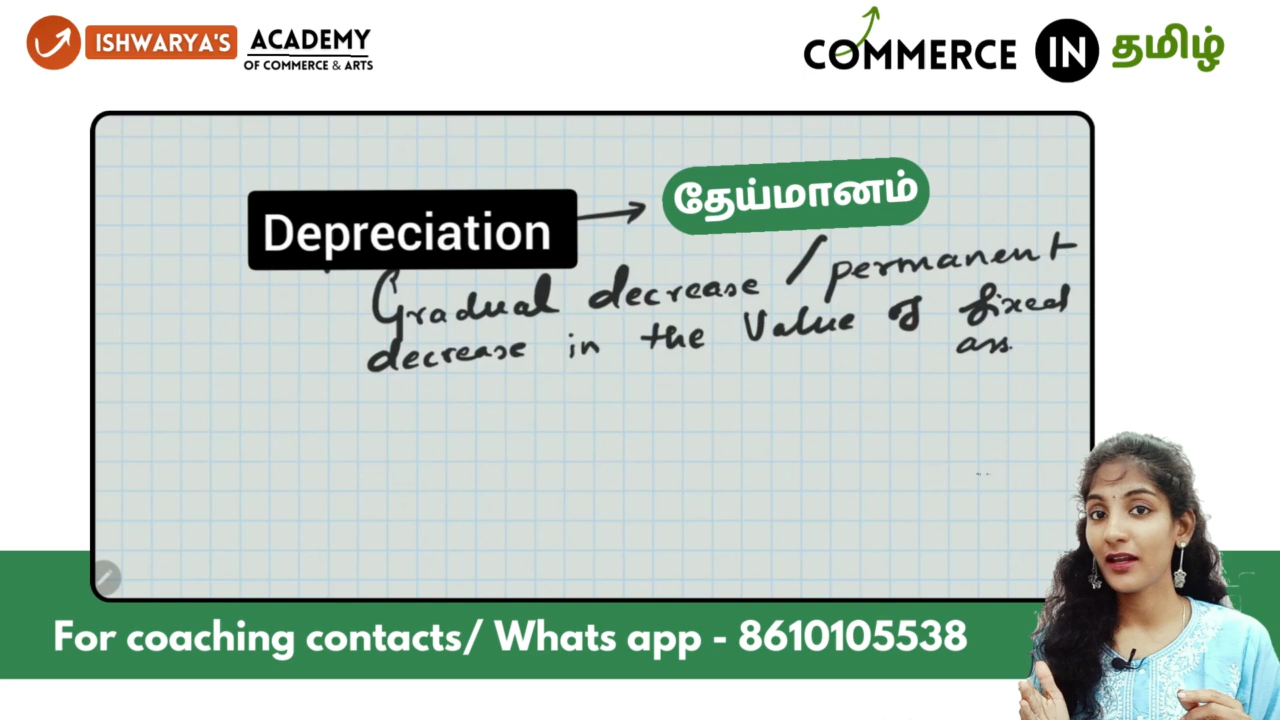 ISHWARYA'S ACADEMY
OF COMMERCE & ARTS
COMMERCE IN தமிழ்
Depreciation → தேய்மானம்
Gradual decrease / permanent
decrease in the Value of fixed
ass
For coaching contacts/ Whats app - 8610105538